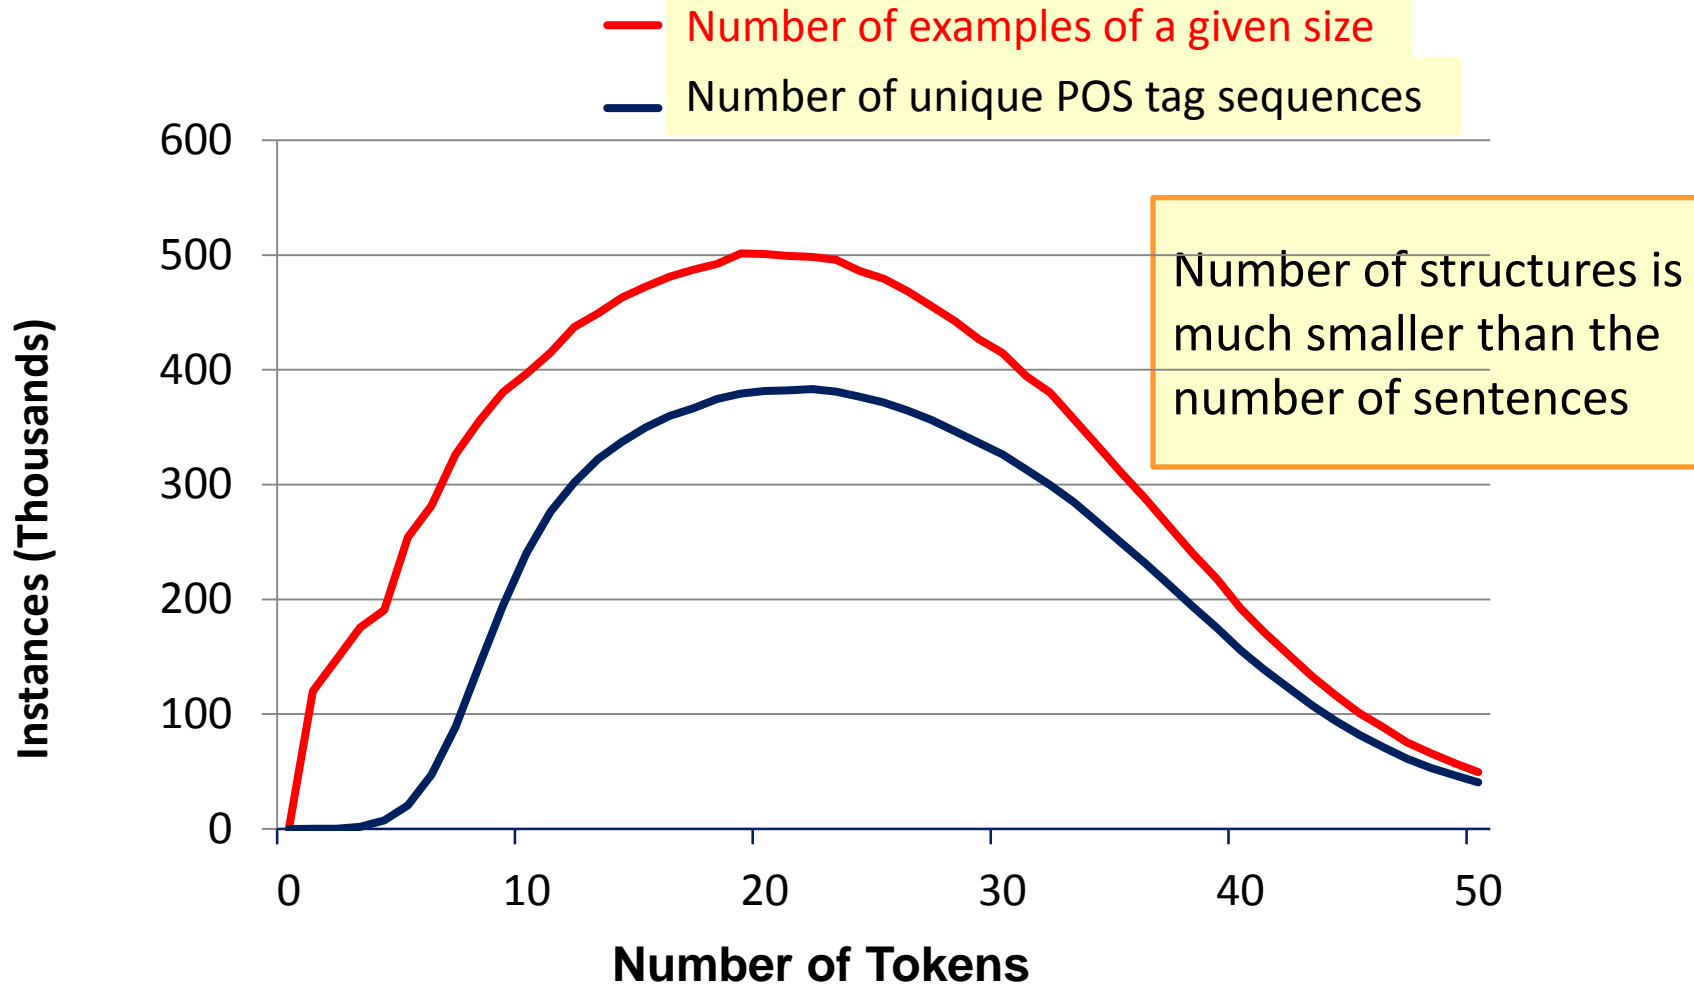 Number of examples of a given size
Number of unique POS tag sequences
600
500
400
300
200
100
0
Instances (Thousands)
Number of structures is
much smaller than the
number of sentences
0 10 20 30 40 50
Number of Tokens